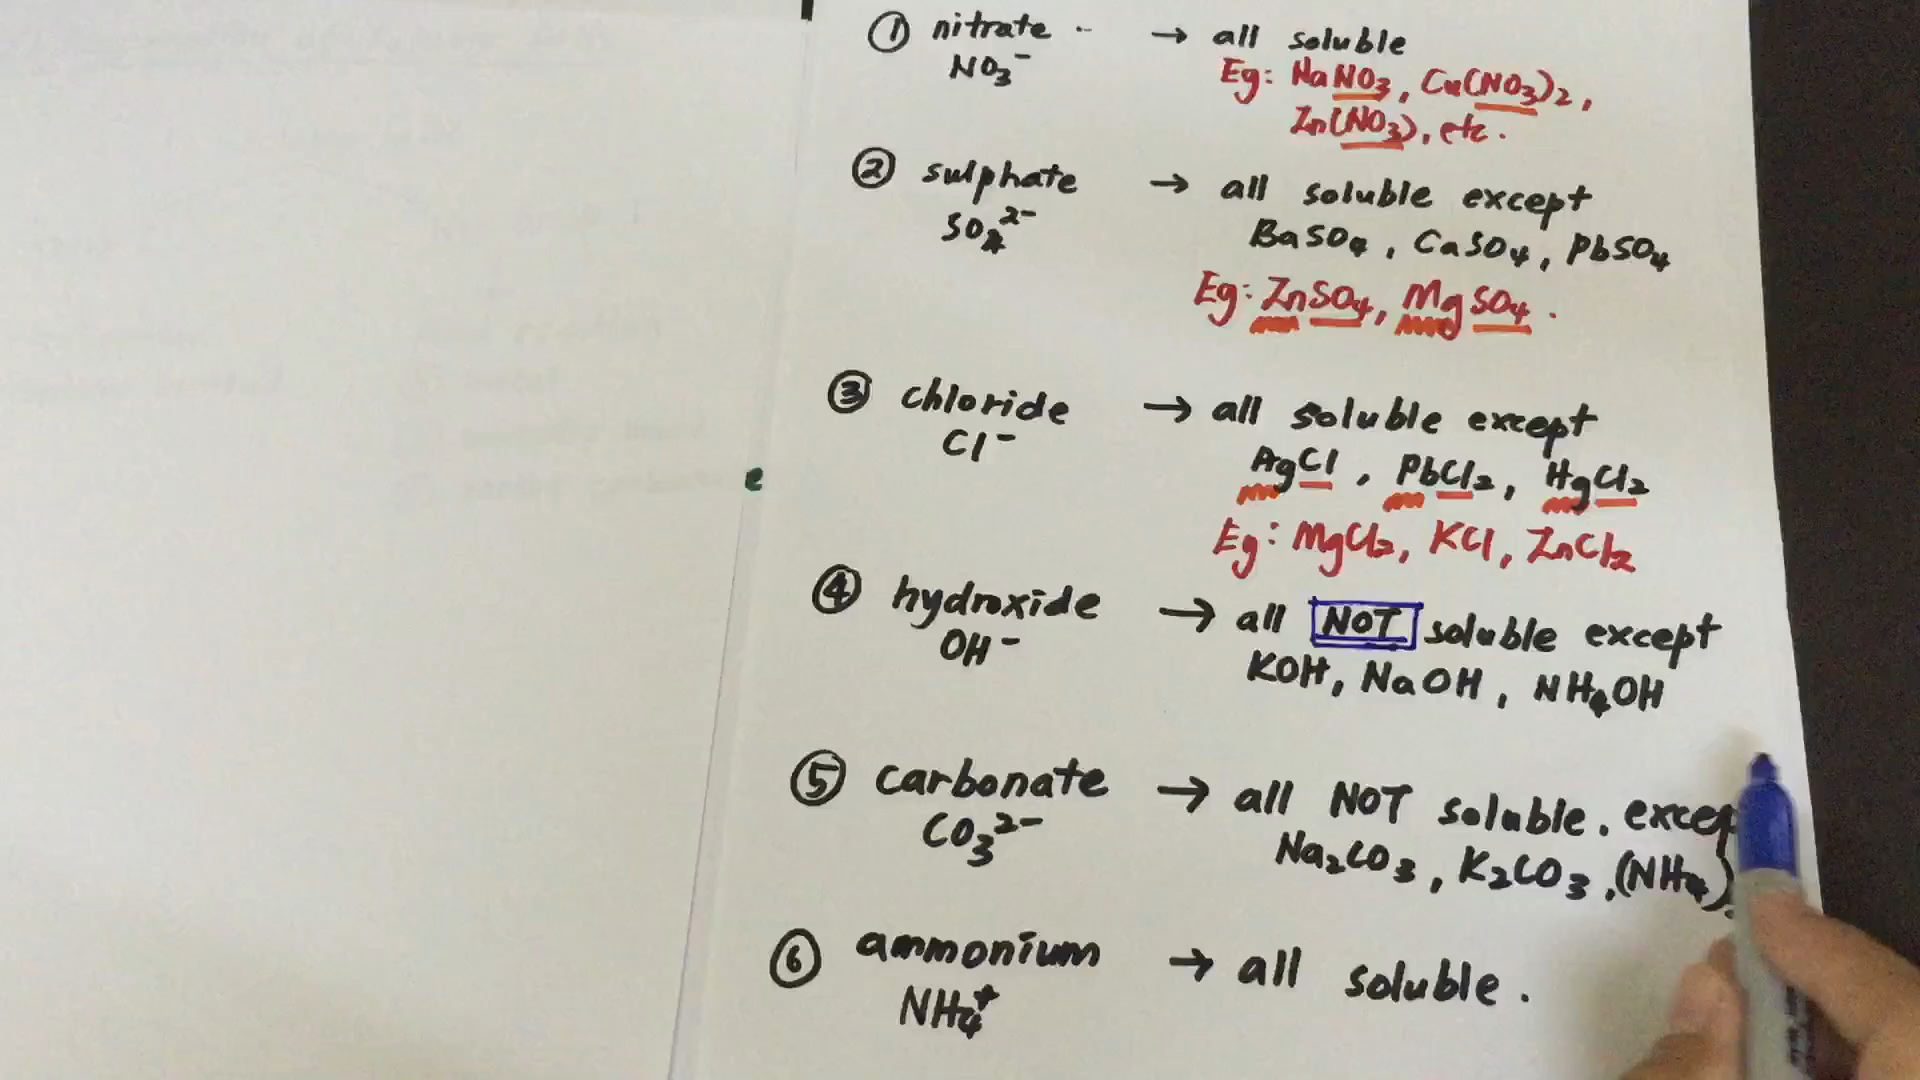 ① nitrate → all soluble
NO₃⁻ Eg: NaNO₃, Cu(NO₃)₂,
Zn(NO₃), etc.
② sulphate → all soluble except
SO₄²⁻ BaSO₄, CaSO₄, PbSO₄
Eg: ZnSO₄, MgSO₄.
③ chloride → all soluble except
Cl⁻ AgCl, PbCl₂, HgCl₂
Eg: MgCl₂, KCl, ZnCl₂
④ hydroxide → all NOT soluble except
OH⁻ KOH, NaOH, NH₄OH
⑤ carbonate → all NOT soluble. excep
CO₃²⁻ Na₂CO₃, K₂CO₃, (NH₄)₂
⑥ ammonium → all soluble.
NH₄⁺
e